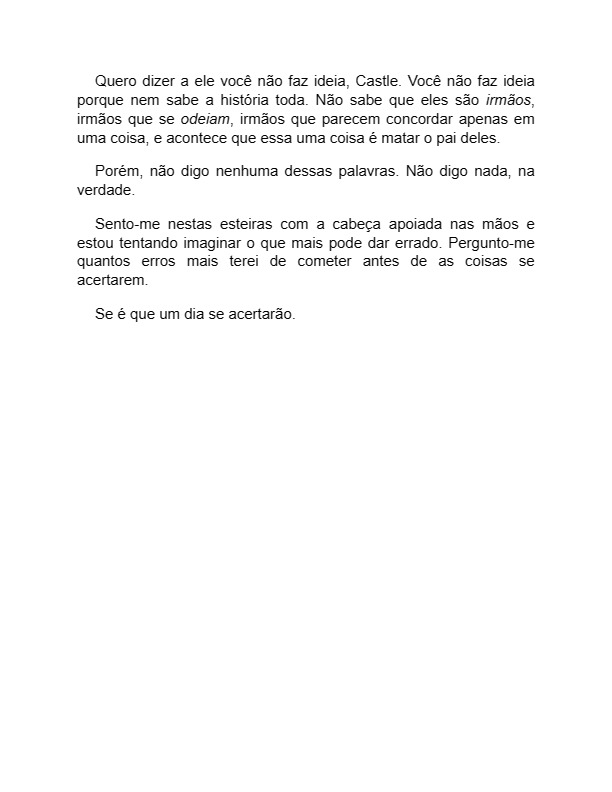 Quero dizer a ele você não faz ideia, Castle. Você não faz ideia
porque nem sabe a história toda. Não sabe que eles são irmãos,
irmãos que se odeiam, irmãos que parecem concordar apenas em
uma coisa, e acontece que essa uma coisa é matar o pai deles.
Porém, não digo nenhuma dessas palavras. Não digo nada, na
verdade.
Sento-me nestas esteiras com a cabeça apoiada nas mãos e
estou tentando imaginar o que mais pode dar errado. Pergunto-me
quantos erros mais terei de cometer antes de as coisas se
acertarem.
Se é que um dia se acertarão.